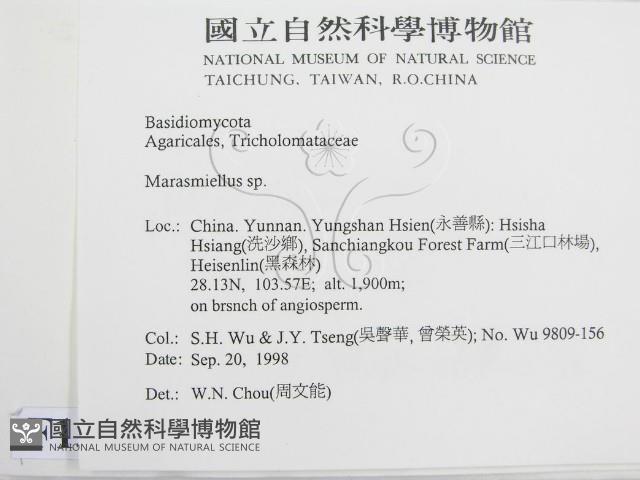 國立自然科學博物館
NATIONAL MUSEUM OF NATURAL SCIENCE
TAICHUNG, TAIWAN, R.O.CHINA
Basidiomycota
Agaricales, Tricholomataceae
Marasmiellus sp.
Loc.: China. Yunnan. Yungshan Hsien(永善縣): Hsisha
Hsiang(洗沙鄉), Sanchiangkou Forest Farm(三江口林場),
Heisenlin(黑森林)
28.13N, 103.57E; alt. 1,900m;
on brsnch of angiosperm.
Col.: S.H. Wu & J.Y. Tseng(吳聲華, 曾榮英); No. Wu 9809-156
Date: Sep. 20, 1998
Det.: W.N. Chou(周文能)
國立自然科學博物館
NATIONAL MUSEUM OF NATURAL SCIENCE